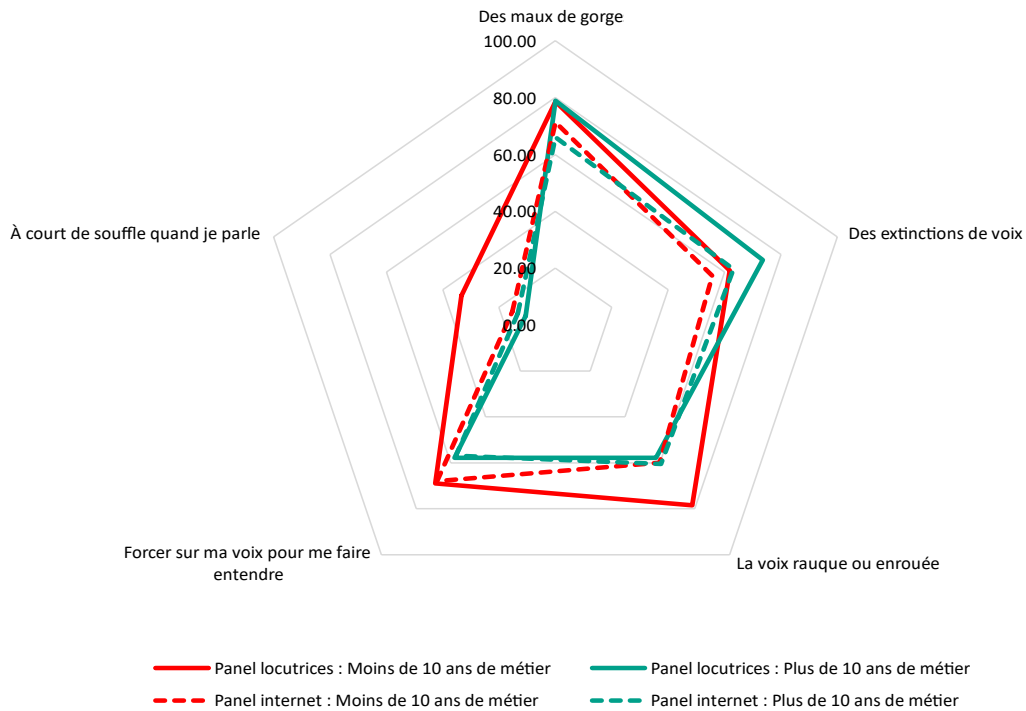 Des maux de gorge
100.00
80.00
60.00
40.00
20.00
0.00
Des extinctions de voix
À court de souffle quand je parle
La voix rauque ou enrouée
Forcer sur ma voix pour me faire
entendre
Panel locutrices : Moins de 10 ans de métier
Panel locutrices : Plus de 10 ans de métier
Panel internet : Moins de 10 ans de métier
Panel internet : Plus de 10 ans de métier